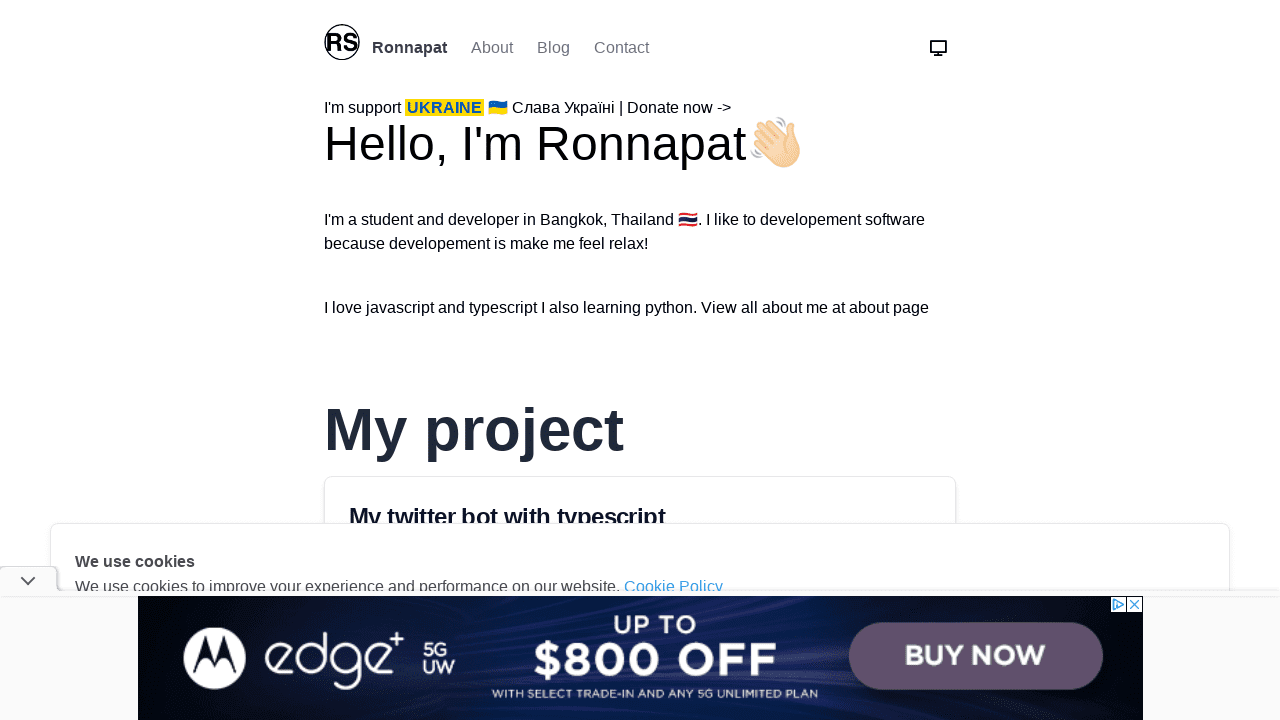 RS Ronnapat About Blog Contact
I'm support UKRAINE 🇺🇦 Слава Україні | Donate now ->
Hello, I'm Ronnapat👋🏻
I'm a student and developer in Bangkok, Thailand 🇹🇭. I like to developement software
because developement is make me feel relax!
I love javascript and typescript I also learning python. View all about me at about page
My project
My twitter bot with typescript
We use cookies
We use cookies to improve your experience and performance on our website. Cookie Policy
motorola edge+ 5G UW
UP TO
$800 OFF
WITH SELECT TRADE-IN AND ANY 5G UNLIMITED PLAN
BUY NOW